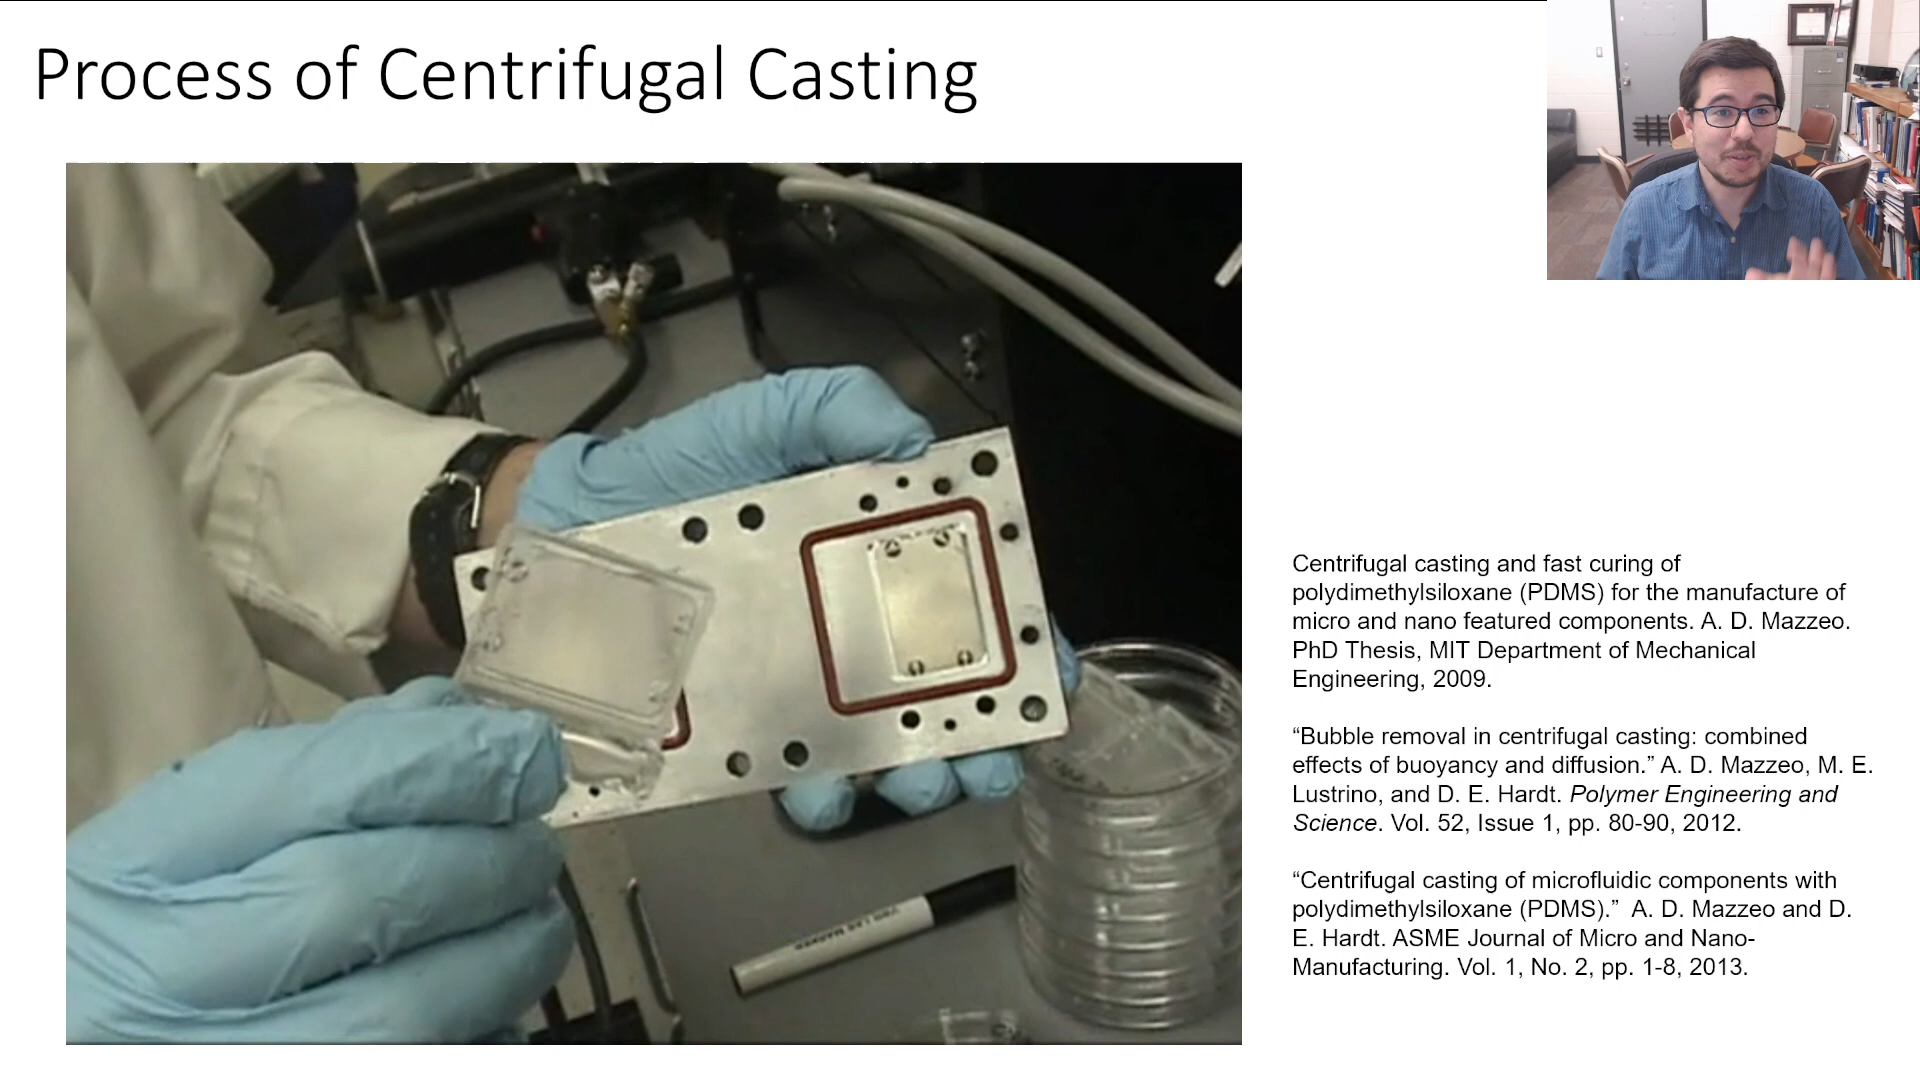 Process of Centrifugal Casting
Centrifugal casting and fast curing of
polydimethylsiloxane (PDMS) for the manufacture of
micro and nano featured components. A. D. Mazzeo.
PhD Thesis, MIT Department of Mechanical
Engineering, 2009.
“Bubble removal in centrifugal casting: combined
effects of buoyancy and diffusion.” A. D. Mazzeo, M. E.
Lustrino, and D. E. Hardt. Polymer Engineering and
Science. Vol. 52, Issue 1, pp. 80-90, 2012.
“Centrifugal casting of microfluidic components with
polydimethylsiloxane (PDMS).”  A. D. Mazzeo and D.
E. Hardt. ASME Journal of Micro and Nano-
Manufacturing. Vol. 1, No. 2, pp. 1-8, 2013.